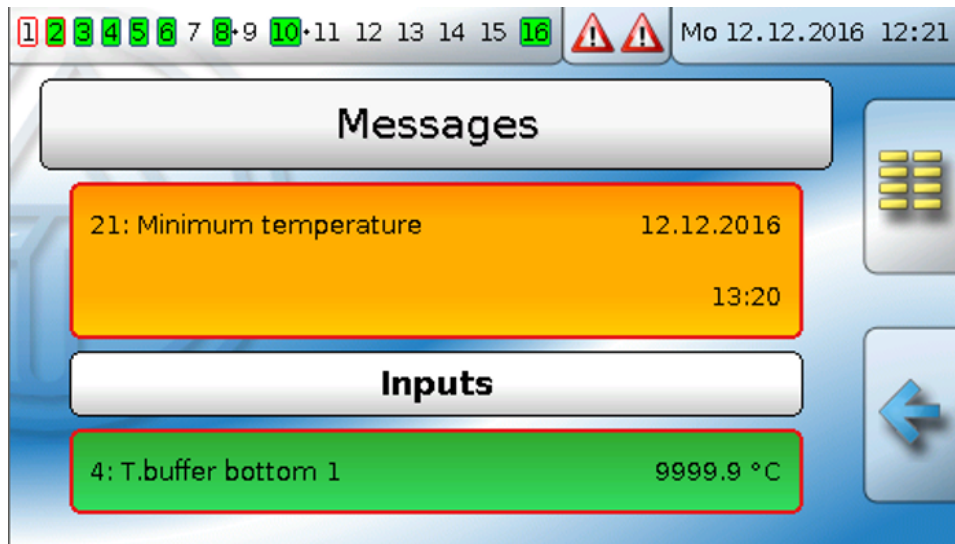 1 2 3 4 5 6 7 8+9 10+11 12 13 14 15 16 Mo 12.12.2016 12:21
Messages
21: Minimum temperature 12.12.2016
13:20
Inputs
4: T.buffer bottom 1 9999.9 °C